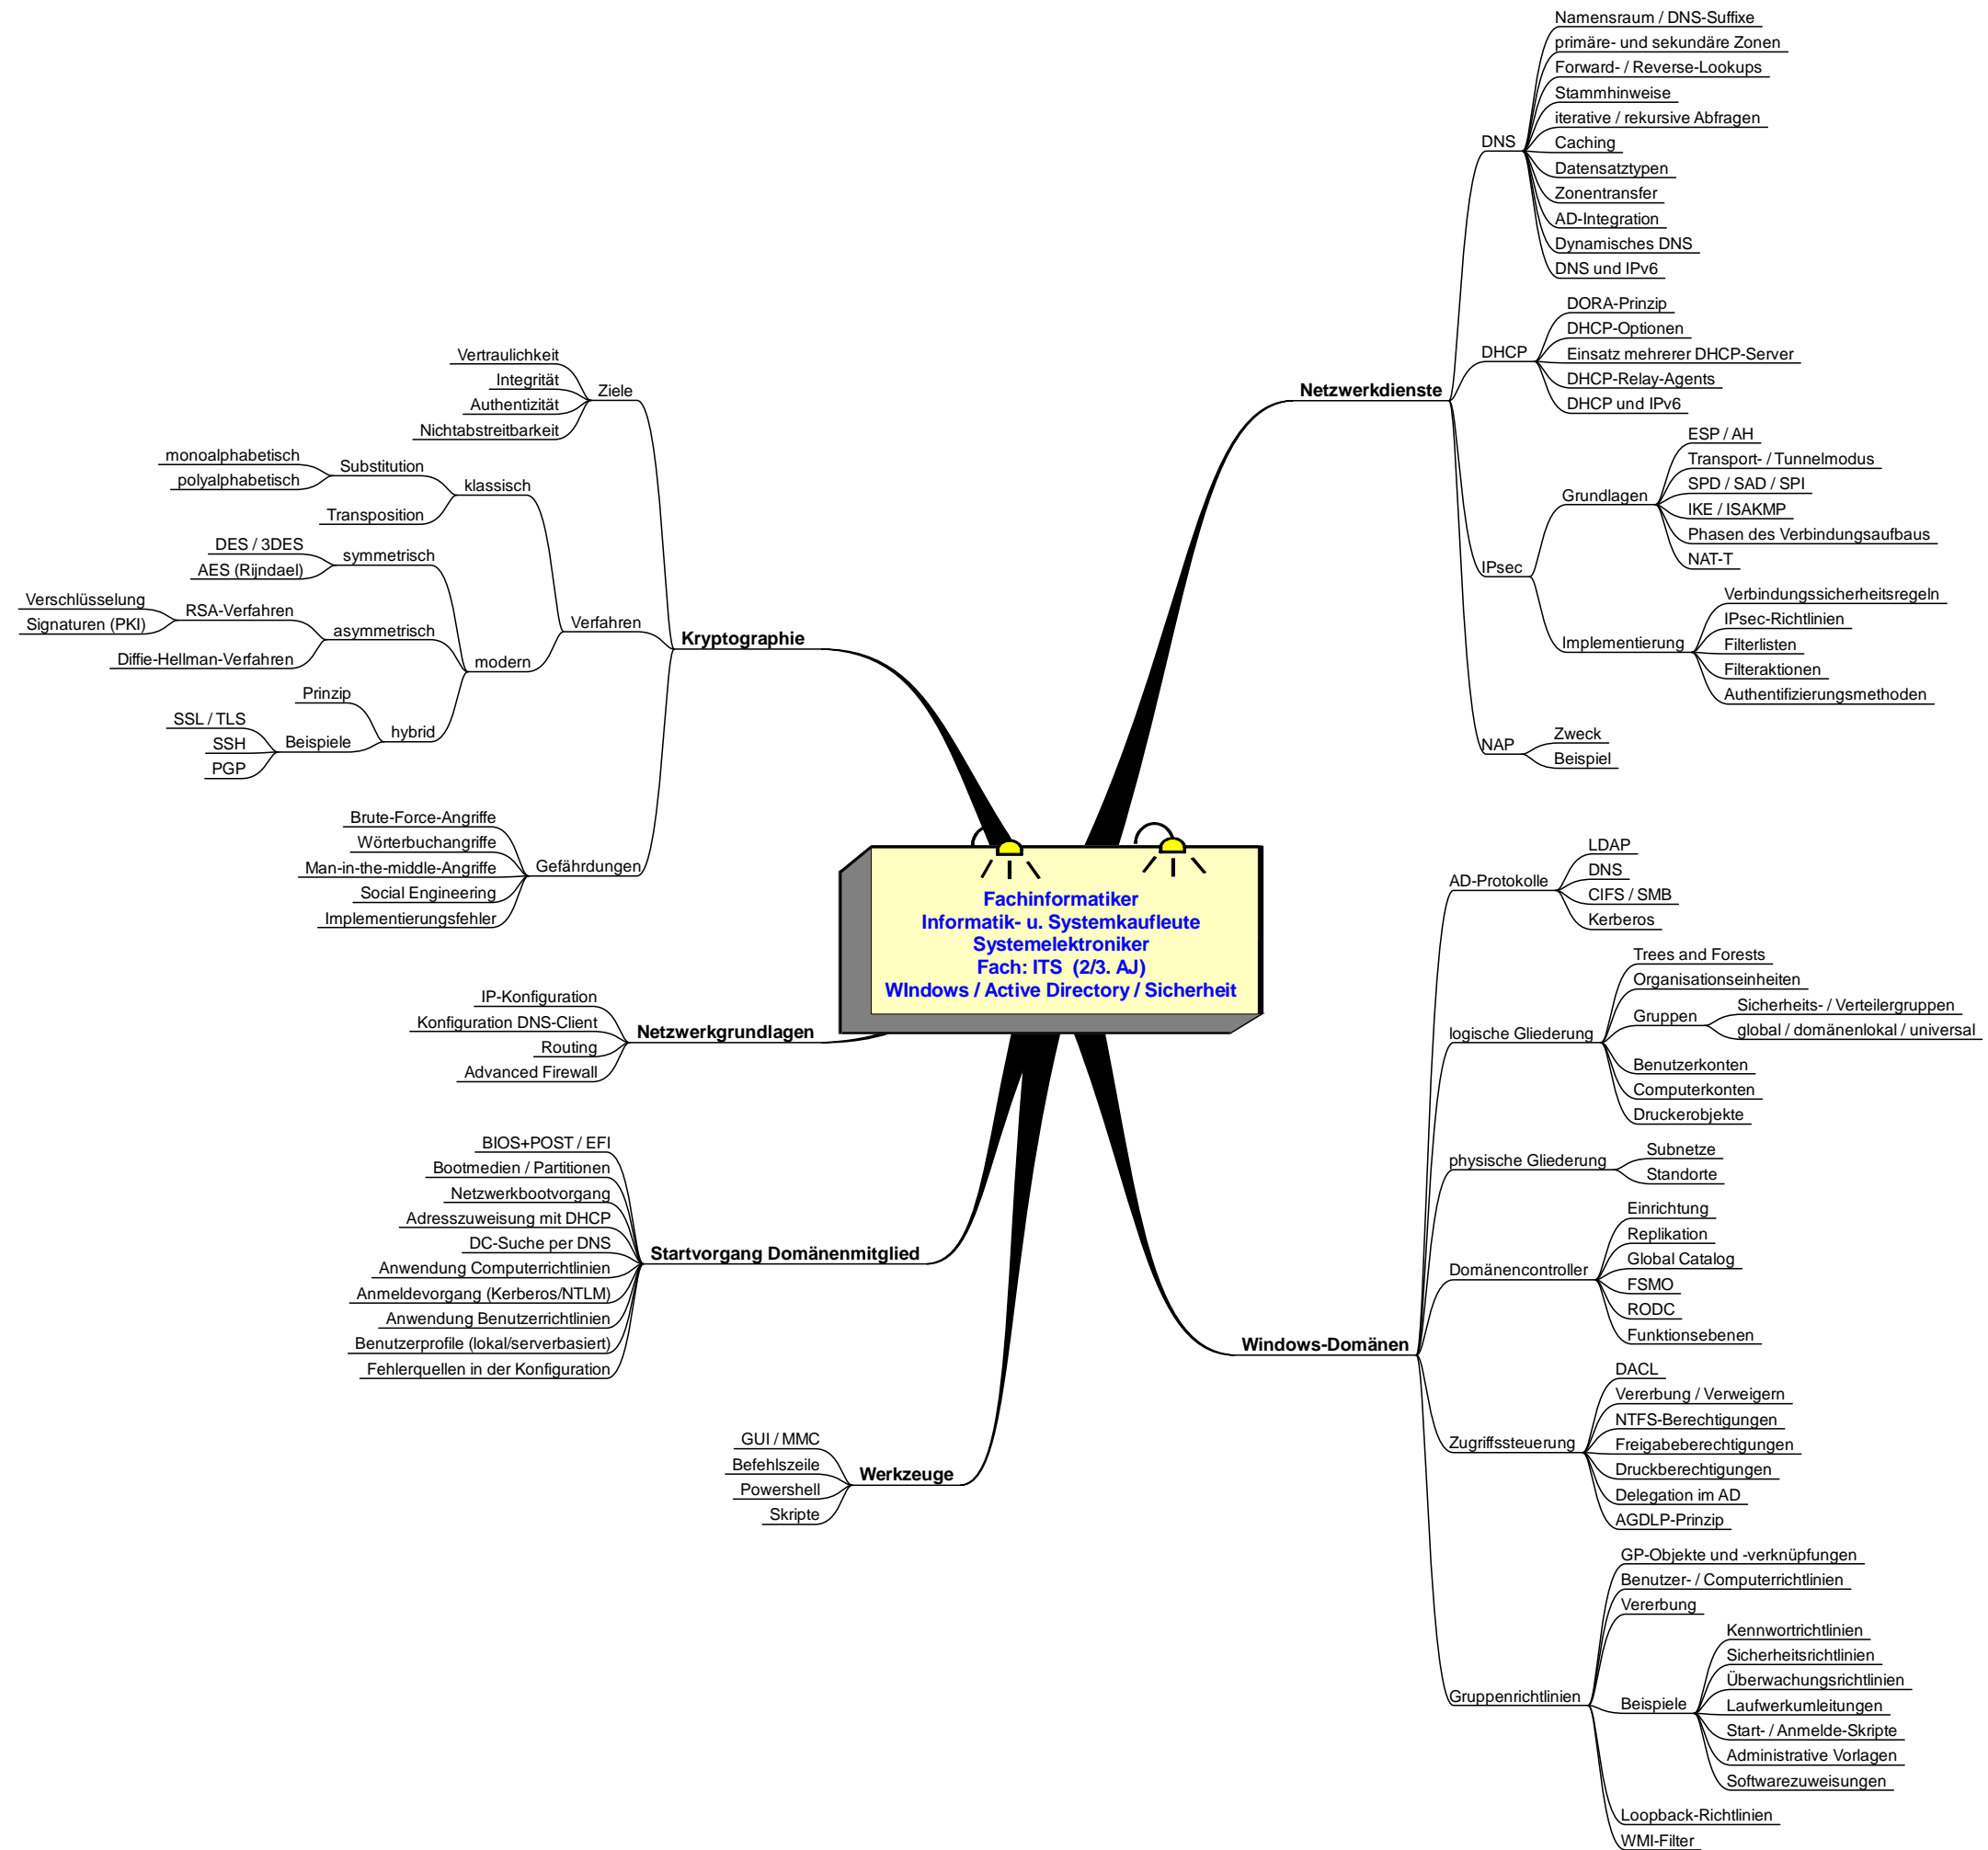 Fachinformatiker
Informatik- u. Systemkaufleute
Systemelektroniker
Fach: ITS  (2/3. AJ)
WIndows / Active Directory / Sicherheit
Netzwerkdienste
DNS
Namensraum / DNS-Suffixe
primäre- und sekundäre Zonen
Forward- / Reverse-Lookups
Stammhinweise
iterative / rekursive Abfragen
Caching
Datensatztypen
Zonentransfer
AD-Integration
Dynamisches DNS
DNS und IPv6
DHCP
DORA-Prinzip
DHCP-Optionen
Einsatz mehrerer DHCP-Server
DHCP-Relay-Agents
DHCP und IPv6
IPsec
Grundlagen
ESP / AH
Transport- / Tunnelmodus
SPD / SAD / SPI
IKE / ISAKMP
Phasen des Verbindungsaufbaus
NAT-T
Implementierung
Verbindungssicherheitsregeln
IPsec-Richtlinien
Filterlisten
Filteraktionen
Authentifizierungsmethoden
NAP
Zweck
Beispiel
Windows-Domänen
AD-Protokolle
LDAP
DNS
CIFS / SMB
Kerberos
logische Gliederung
Trees and Forests
Organisationseinheiten
Gruppen
Sicherheits- / Verteilergruppen
global / domänenlokal / universal
Benutzerkonten
Computerkonten
Druckerobjekte
physische Gliederung
Subnetze
Standorte
Domänencontroller
Einrichtung
Replikation
Global Catalog
FSMO
RODC
Funktionsebenen
Zugriffssteuerung
DACL
Vererbung / Verweigern
NTFS-Berechtigungen
Freigabeberechtigungen
Druckberechtigungen
Delegation im AD
AGDLP-Prinzip
Gruppenrichtlinien
GP-Objekte und -verknüpfungen
Benutzer- / Computerrichtlinien
Vererbung
Beispiele
Kennwortrichtlinien
Sicherheitsrichtlinien
Überwachungsrichtlinien
Laufwerkumleitungen
Start- / Anmelde-Skripte
Administrative Vorlagen
Softwarezuweisungen
Loopback-Richtlinien
WMI-Filter
Kryptographie
Ziele
Vertraulichkeit
Integrität
Authentizität
Nichtabstreitbarkeit
Verfahren
klassisch
Substitution
monoalphabetisch
polyalphabetisch
Transposition
modern
symmetrisch
DES / 3DES
AES (Rijndael)
asymmetrisch
RSA-Verfahren
Verschlüsselung
Signaturen (PKI)
Diffie-Hellman-Verfahren
hybrid
Prinzip
Beispiele
SSL / TLS
SSH
PGP
Gefährdungen
Brute-Force-Angriffe
Wörterbuchangriffe
Man-in-the-middle-Angriffe
Social Engineering
Implementierungsfehler
Netzwerkgrundlagen
IP-Konfiguration
Konfiguration DNS-Client
Routing
Advanced Firewall
Startvorgang Domänenmitglied
BIOS+POST / EFI
Bootmedien / Partitionen
Netzwerkbootvorgang
Adresszuweisung mit DHCP
DC-Suche per DNS
Anwendung Computerrichtlinien
Anmeldevorgang (Kerberos/NTLM)
Anwendung Benutzerrichtlinien
Benutzerprofile (lokal/serverbasiert)
Fehlerquellen in der Konfiguration
Werkzeuge
GUI / MMC
Befehlszeile
Powershell
Skripte